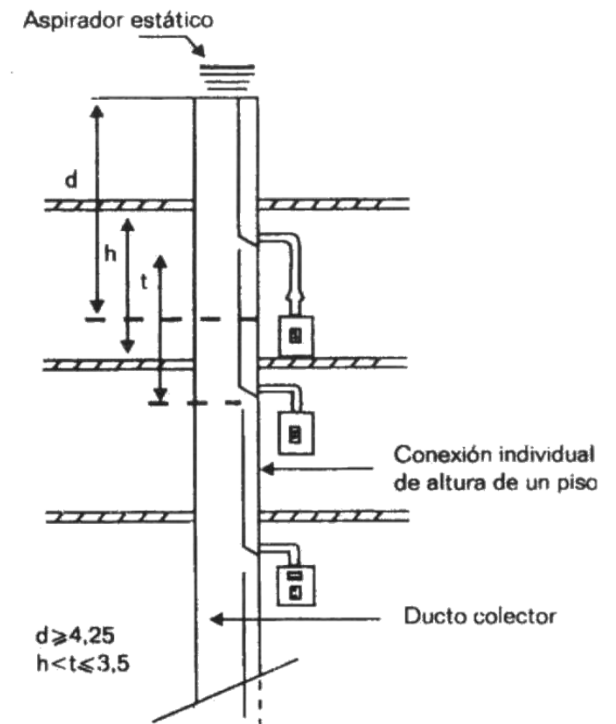 Aspirador estático
d
h
t
Conexión individual
de altura de un piso
Ducto colector
d⩾4,25
h<t⩽3,5